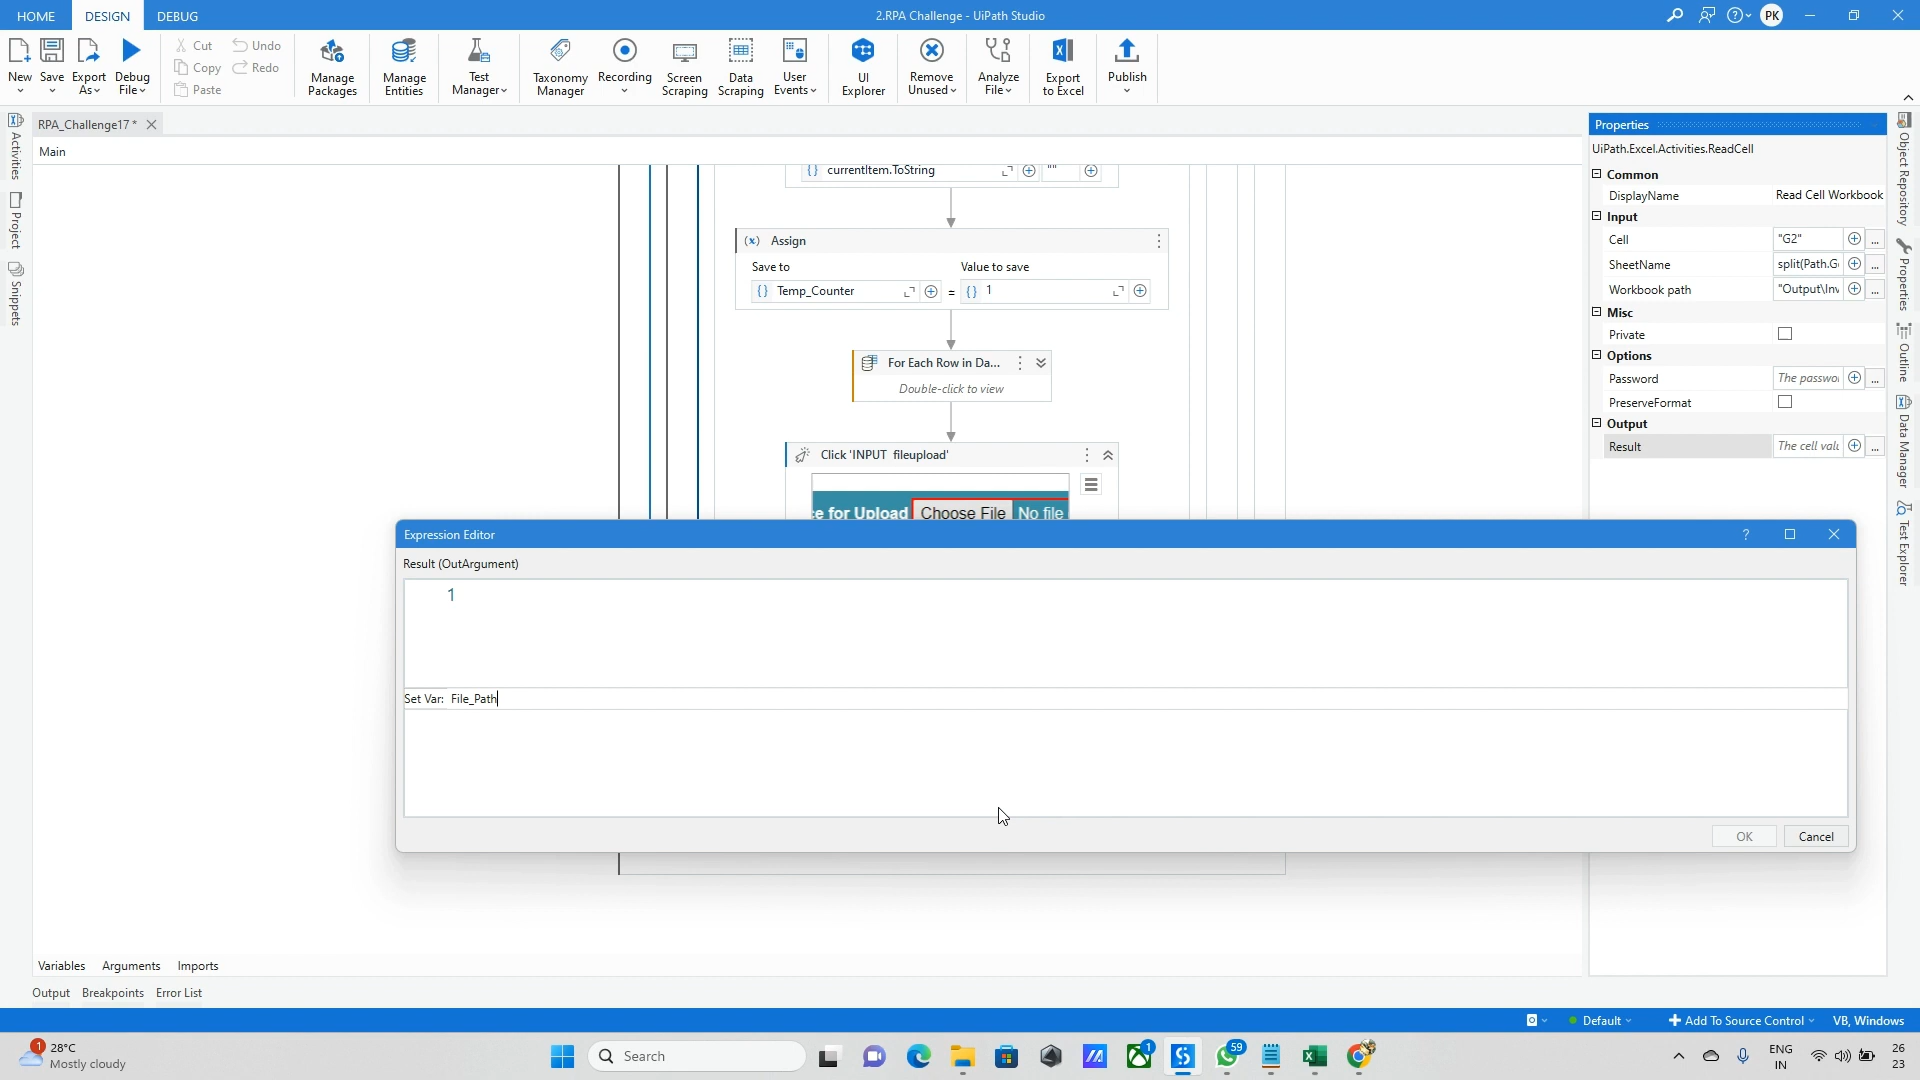 HOME DESIGN DEBUG 2.RPA Challenge - UiPath Studio PK
Cut Undo
Copy Redo
Paste
New Save Export As Debug File Manage Packages Manage Entities Test Manager Taxonomy Manager Recording Screen Scraping Data Scraping User Events UI Explorer Remove Unused Analyze File Export to Excel Publish
RPA_Challenge17 *
Main
Activities
Project
Snippets
currentItem.ToString ""
(x) Assign
Save to Value to save
{} Temp_Counter = {} 1
For Each Row in Da...
Double-click to view
Click 'INPUT fileupload'
e for Upload Choose File No file
Properties
UiPath.Excel.Activities.ReadCell
Common
DisplayName Read Cell Workbook
Input
Cell "G2" ...
SheetName split(Path.G ...
Workbook path "Output\Inv ...
Misc
Private
Options
Password The passwo ...
PreserveFormat
Output
Result The cell valu ...
Object Repository
Properties
Outline
Data Manager
Test Explorer
Expression Editor ?
Result (OutArgument)
1
Set Var: File_Path
OK Cancel
Variables Arguments Imports
Output Breakpoints Error List
Default Add To Source Control VB, Windows
1 28°C
Mostly cloudy
Search
1
59
ENG
IN
26
23